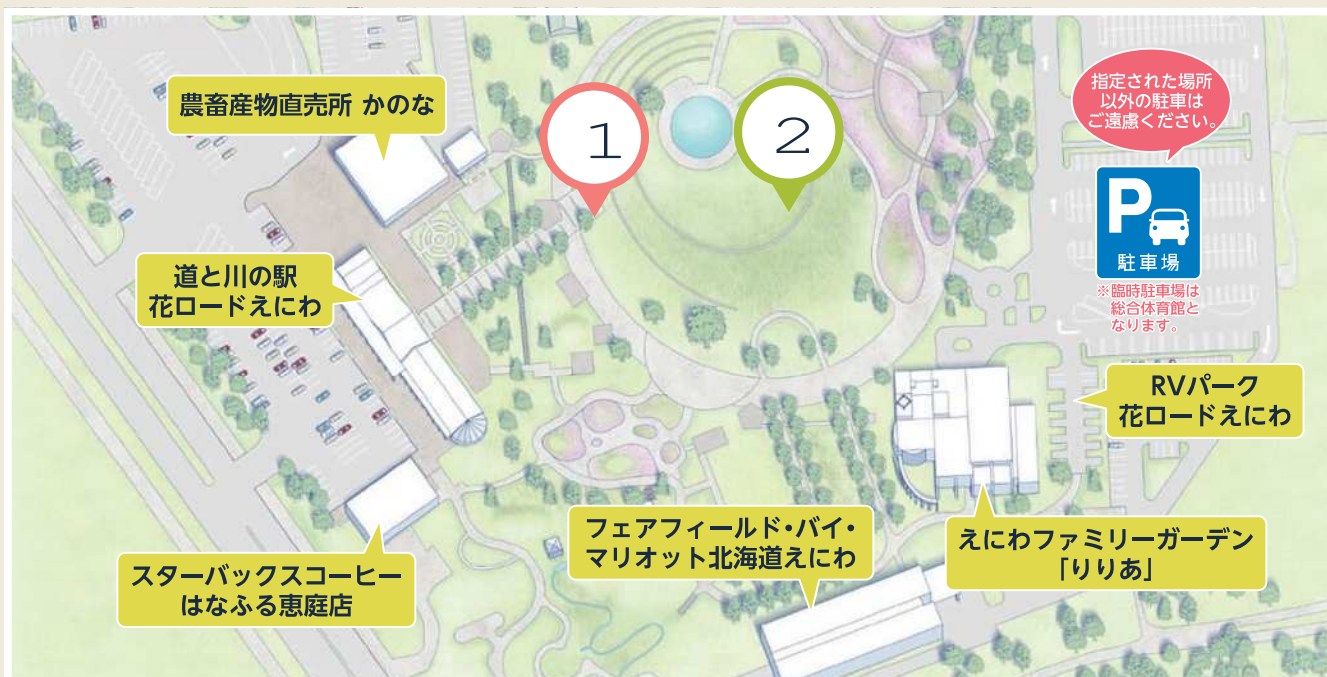 農畜産物直売所 かのな
1
2
指定された場所
以外の駐車は
ご遠慮ください。
P
駐車場
※臨時駐車場は
総合体育館と
なります。
道と川の駅
花ロードえにわ
RVパーク
花ロードえにわ
フェアフィールド・バイ・
マリオット北海道えにわ
えにわファミリーガーデン
「りりあ」
スターバックスコーヒー
はなふる恵庭店